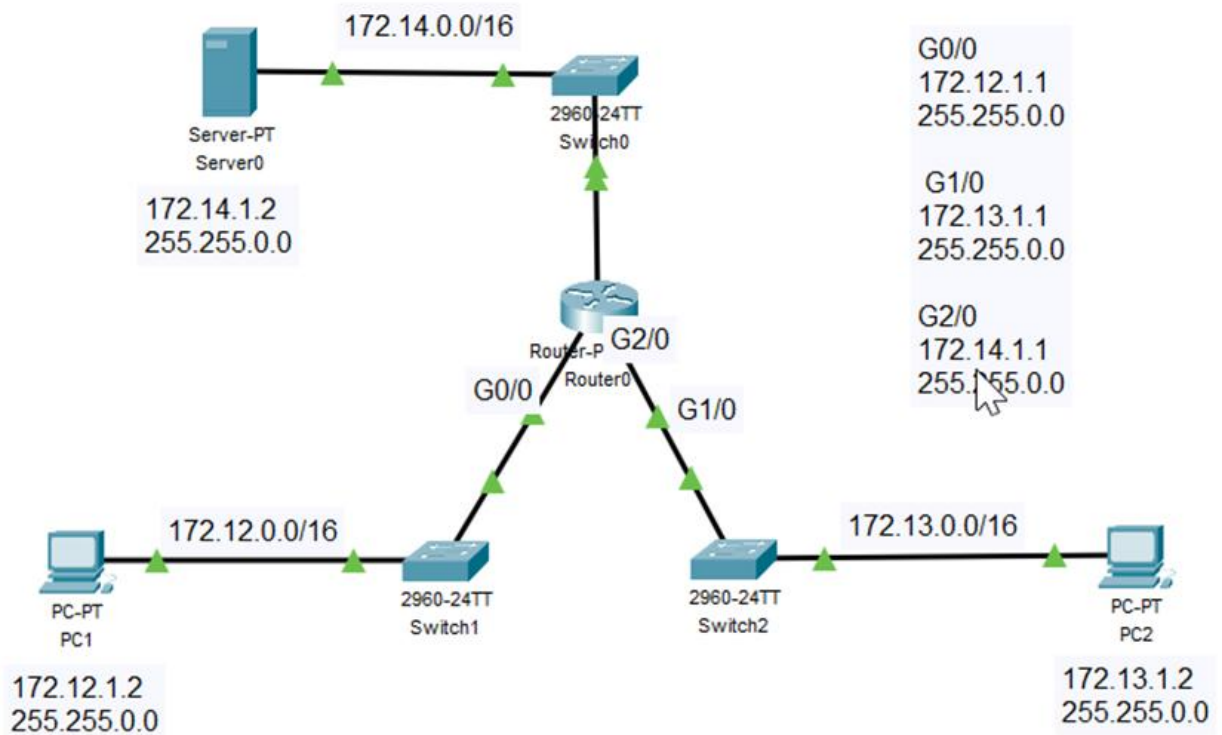 172.14.0.0/16
2960-24TT
Switch0
Server-PT
Server0
172.14.1.2
255.255.0.0
G0/0
172.12.1.1
255.255.0.0
G1/0
172.13.1.1
255.255.0.0
G2/0
172.14.1.1
255.255.0.0
Router-P
G2/0
Router0
G0/0
G1/0
172.12.0.0/16
172.13.0.0/16
PC-PT
PC1
2960-24TT
Switch1
2960-24TT
Switch2
PC-PT
PC2
172.12.1.2
255.255.0.0
172.13.1.2
255.255.0.0